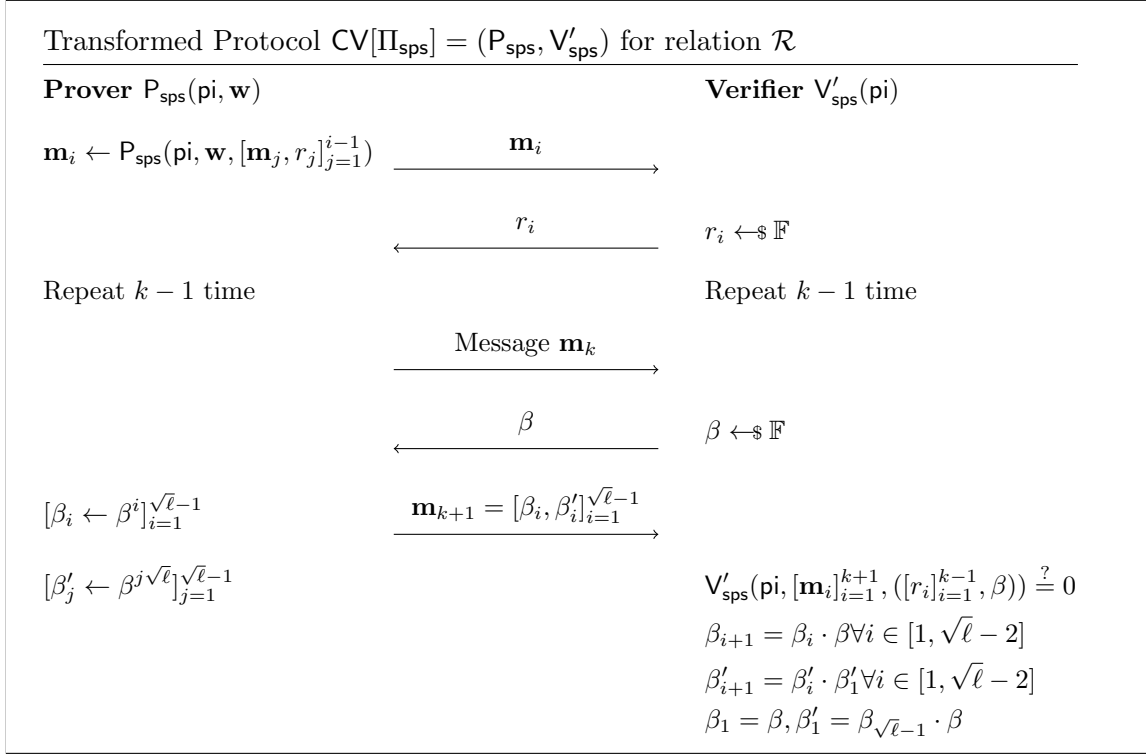 Transformed Protocol CV[Π_sps] = (P_sps, V′_sps) for relation ℛ
Prover P_sps(pi, w) Verifier V′_sps(pi)
m_i ← P_sps(pi, w, [m_j, r_j]_{j=1}^{i−1}) m_i
r_i r_i ←$ 𝔽
Repeat k − 1 time Repeat k − 1 time
Message m_k
β β ←$ 𝔽
[β_i ← β^i]_{i=1}^{√ℓ−1} m_{k+1} = [β_i, β′_i]_{i=1}^{√ℓ−1}
[β′_j ← β^{j√ℓ}]_{j=1}^{√ℓ−1} V′_sps(pi, [m_i]_{i=1}^{k+1}, ([r_i]_{i=1}^{k−1}, β)) ≟ 0
β_{i+1} = β_i · β∀i ∈ [1, √ℓ − 2]
β′_{i+1} = β′_i · β′_1∀i ∈ [1, √ℓ − 2]
β_1 = β, β′_1 = β_{√ℓ−1} · β